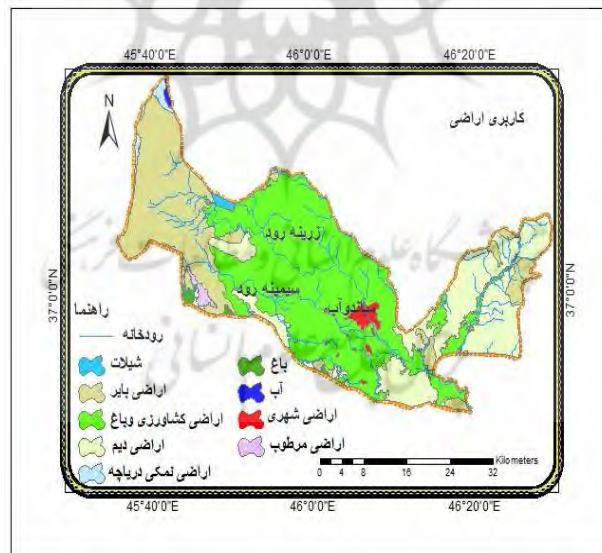 45°40'0"E 46°0'0"E 46°20'0"E
N
کاربری اراضی
زرینه رود
سیمینه رود
میاندوآب
37°0'0"N 37°0'0"N
راهنما
رودخانه
شیلات باغ
اراضی بایر آب
اراضی کشاورزی وباغ اراضی شهری
اراضی دیم اراضی مرطوب
اراضی نمکی دریاچه
Kilometers
0 4 8 16 24 32
45°40'0"E 46°0'0"E 46°20'0"E